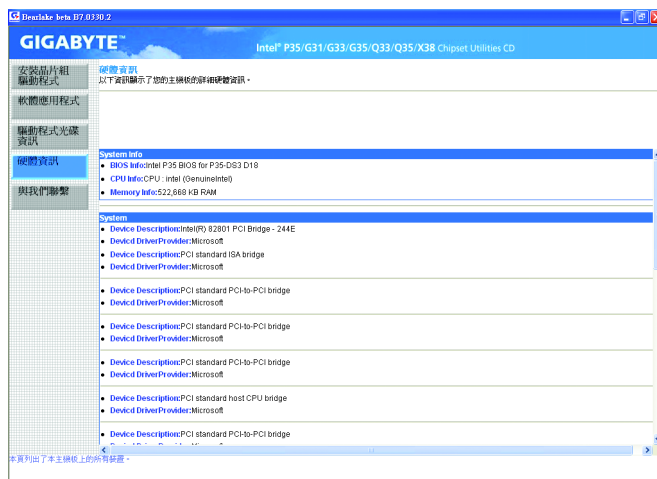 Bearlake beta B7.0330.2
GIGABYTE™
Intel® P35/G31/G33/G35/Q33/Q35/X38 Chipset Utilities CD
安裝晶片組
驅動程式
軟體應用程式
驅動程式光碟
資訊
硬體資訊
與我們聯繫
硬體資訊
以下資訊顯示了您的主機板的詳細硬體資訊。
System Info
• BIOS Info:Intel P35 BIOS for P35-DS3 D18
• CPU Info:CPU : intel (GenuineIntel)
• Memory Info:522,668 KB RAM
System
• Device Description:Intel(R) 82801 PCI Bridge - 244E
• Devicd DriverProvider:Microsoft
• Device Description:PCI standard ISA bridge
• Devicd DriverProvider:Microsoft
• Device Description:PCI standard PCI-to-PCI bridge
• Devicd DriverProvider:Microsoft
• Device Description:PCI standard PCI-to-PCI bridge
• Devicd DriverProvider:Microsoft
• Device Description:PCI standard PCI-to-PCI bridge
• Devicd DriverProvider:Microsoft
• Device Description:PCI standard host CPU bridge
• Devicd DriverProvider:Microsoft
• Device Description:PCI standard PCI-to-PCI bridge
本頁列出了本主機板上的所有裝置。